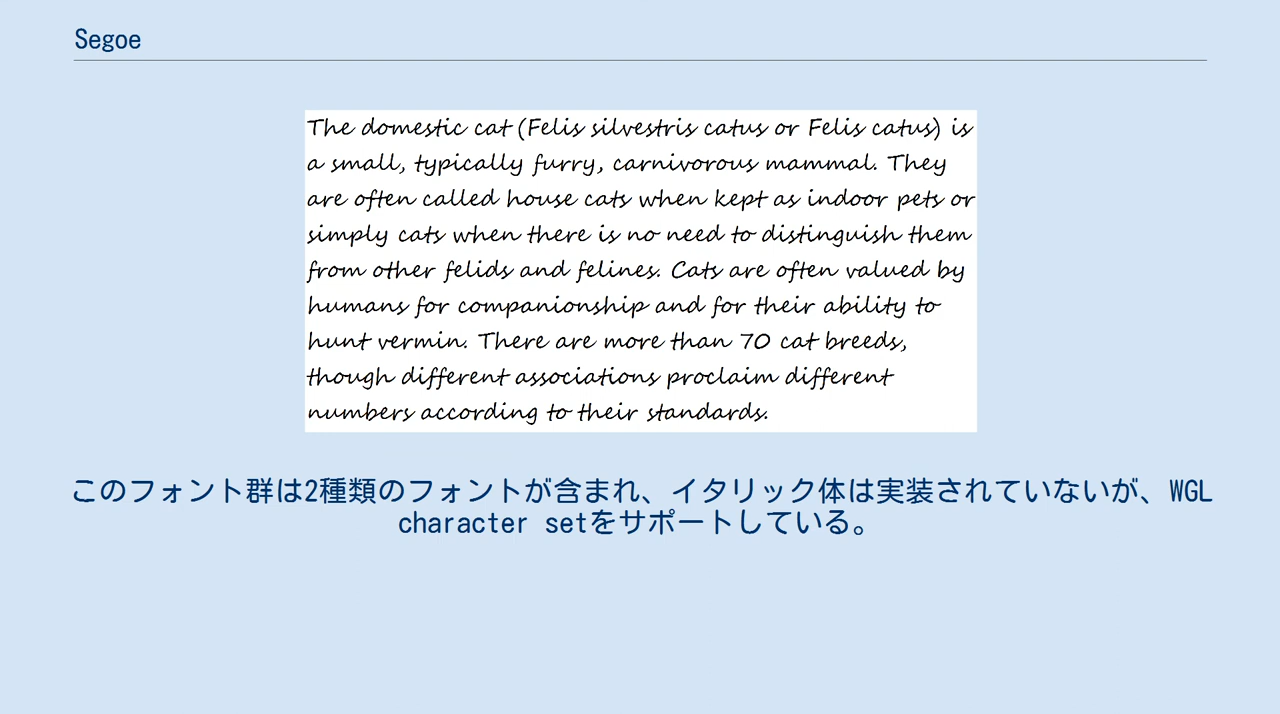 Segoe
The domestic cat (Felis silvestris catus or Felis catus) is
a small, typically furry, carnivorous mammal. They
are often called house cats when kept as indoor pets or
simply cats when there is no need to distinguish them
from other felids and felines. Cats are often valued by
humans for companionship and for their ability to
hunt vermin. There are more than 70 cat breeds,
though different associations proclaim different
numbers according to their standards.
このフォント群は2種類のフォントが含まれ、イタリック体は実装されていないが、WGL
character setをサポートしている。